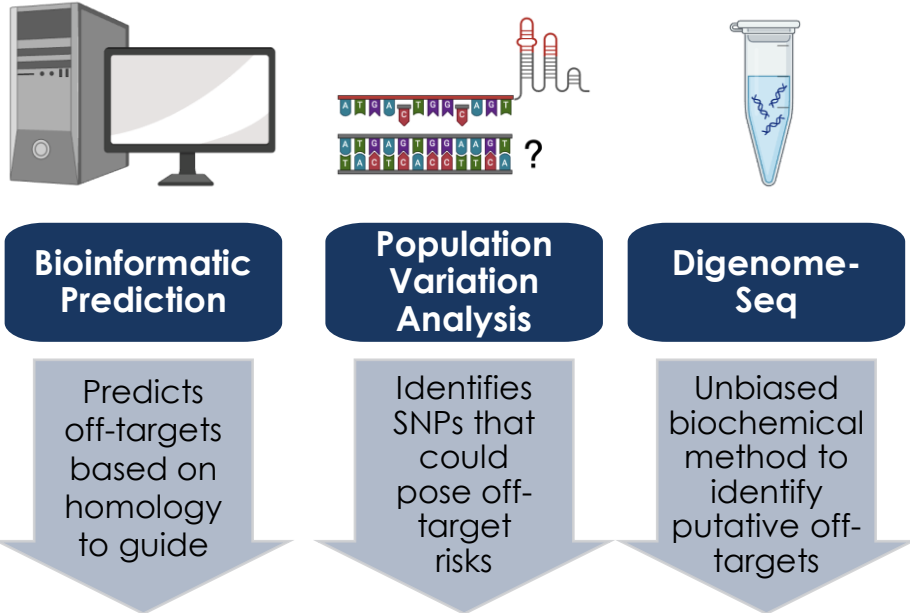 A T G A C T G G C A G T
A T G A G T G G A A G T
T A C T C A C C T T C A
?
Bioinformatic
Prediction
Population
Variation
Analysis
Digenome-
Seq
Predicts
off-targets
based on
homology
to guide
Identifies
SNPs that
could
pose off-
target
risks
Unbiased
biochemical
method to
identify
putative off-
targets